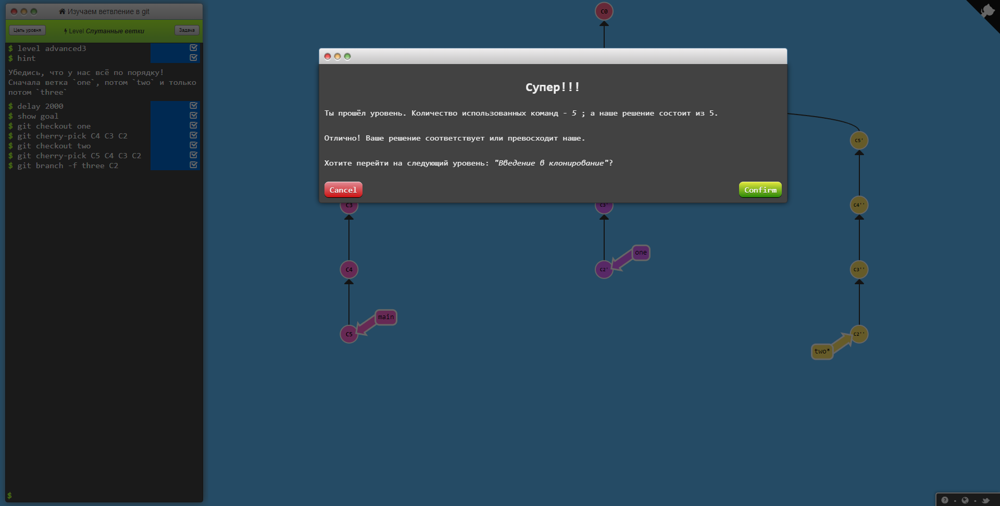 Изучаем ветвление в git
Цель уровня
Level Спутанные ветки
Задача
$ level advanced3
$ hint
Убедись, что у нас всё по порядку!
Сначала ветка `one`, потом `two` и только
потом `three`
$ delay 2000
$ show goal
$ git checkout one
$ git cherry-pick C4 C3 C2
$ git checkout two
$ git cherry-pick C5 C4 C3 C2
$ git branch -f three C2
$
C0
Супер!!!
Ты прошёл уровень. Количество использованных команд - 5 ; а наше решение состоит из 5.
Отлично! Ваше решение соответствует или превосходит наше.
Хотите перейти на следующий уровень: "Введение в клонирование"?
Cancel
Confirm
C5'
C3
C3'
C4''
one
C4
C2'
C3''
main
C5
C2''
two*